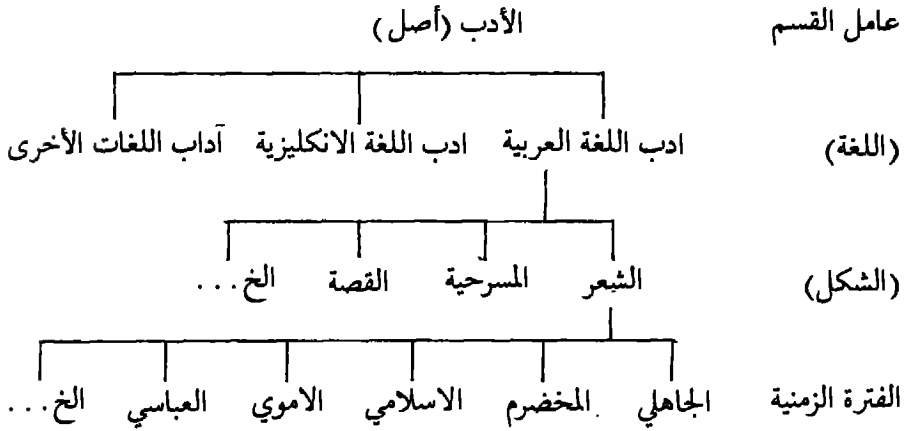 عامل القسم الأدب (أصل)
(اللغة) ادب اللغة العربية ادب اللغة الانكليزية آداب اللغات الأخرى
(الشكل) الشعر المسرحية القصة الخ...
الفترة الزمنية الجاهلي المخضرم الاسلامي الاموي العباسي الخ...